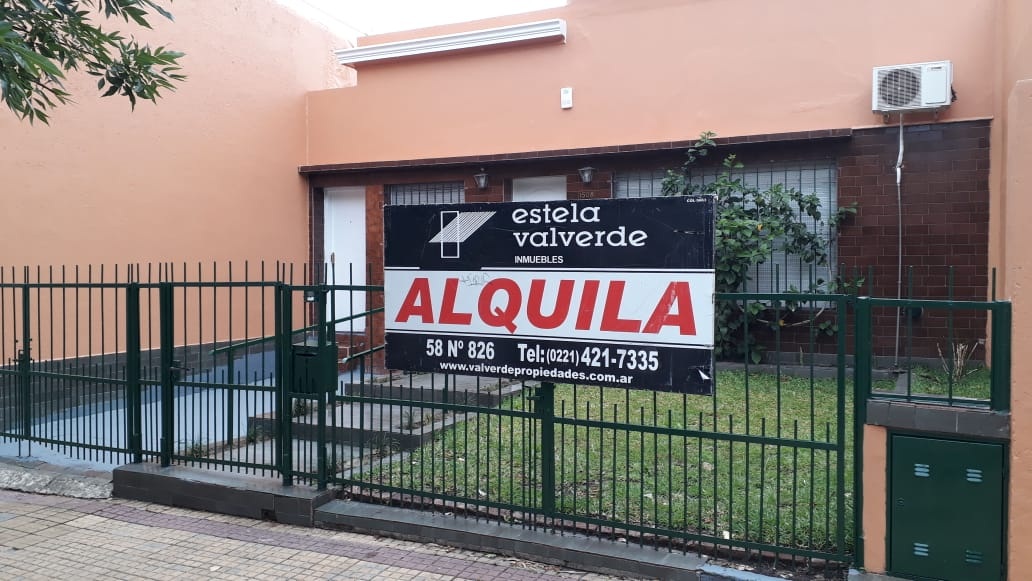 estela
valverde
INMUEBLES
ALQUILA
58 Nº 826 Tel: (0221) 421-7335
www.valverdepropiedades.com.ar